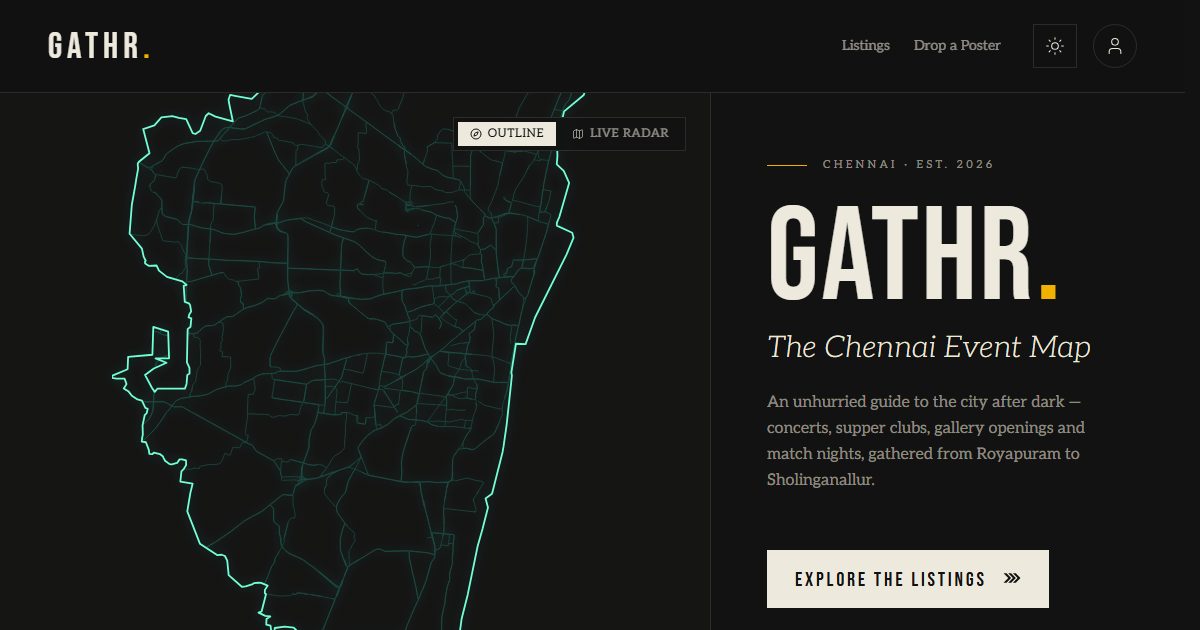 GATHR.
Listings
Drop a Poster
OUTLINE
LIVE RADAR
CHENNAI · EST. 2026
GATHR.
The Chennai Event Map
An unhurried guide to the city after dark —
concerts, supper clubs, gallery openings and
match nights, gathered from Royapuram to
Sholinganallur.
EXPLORE THE LISTINGS